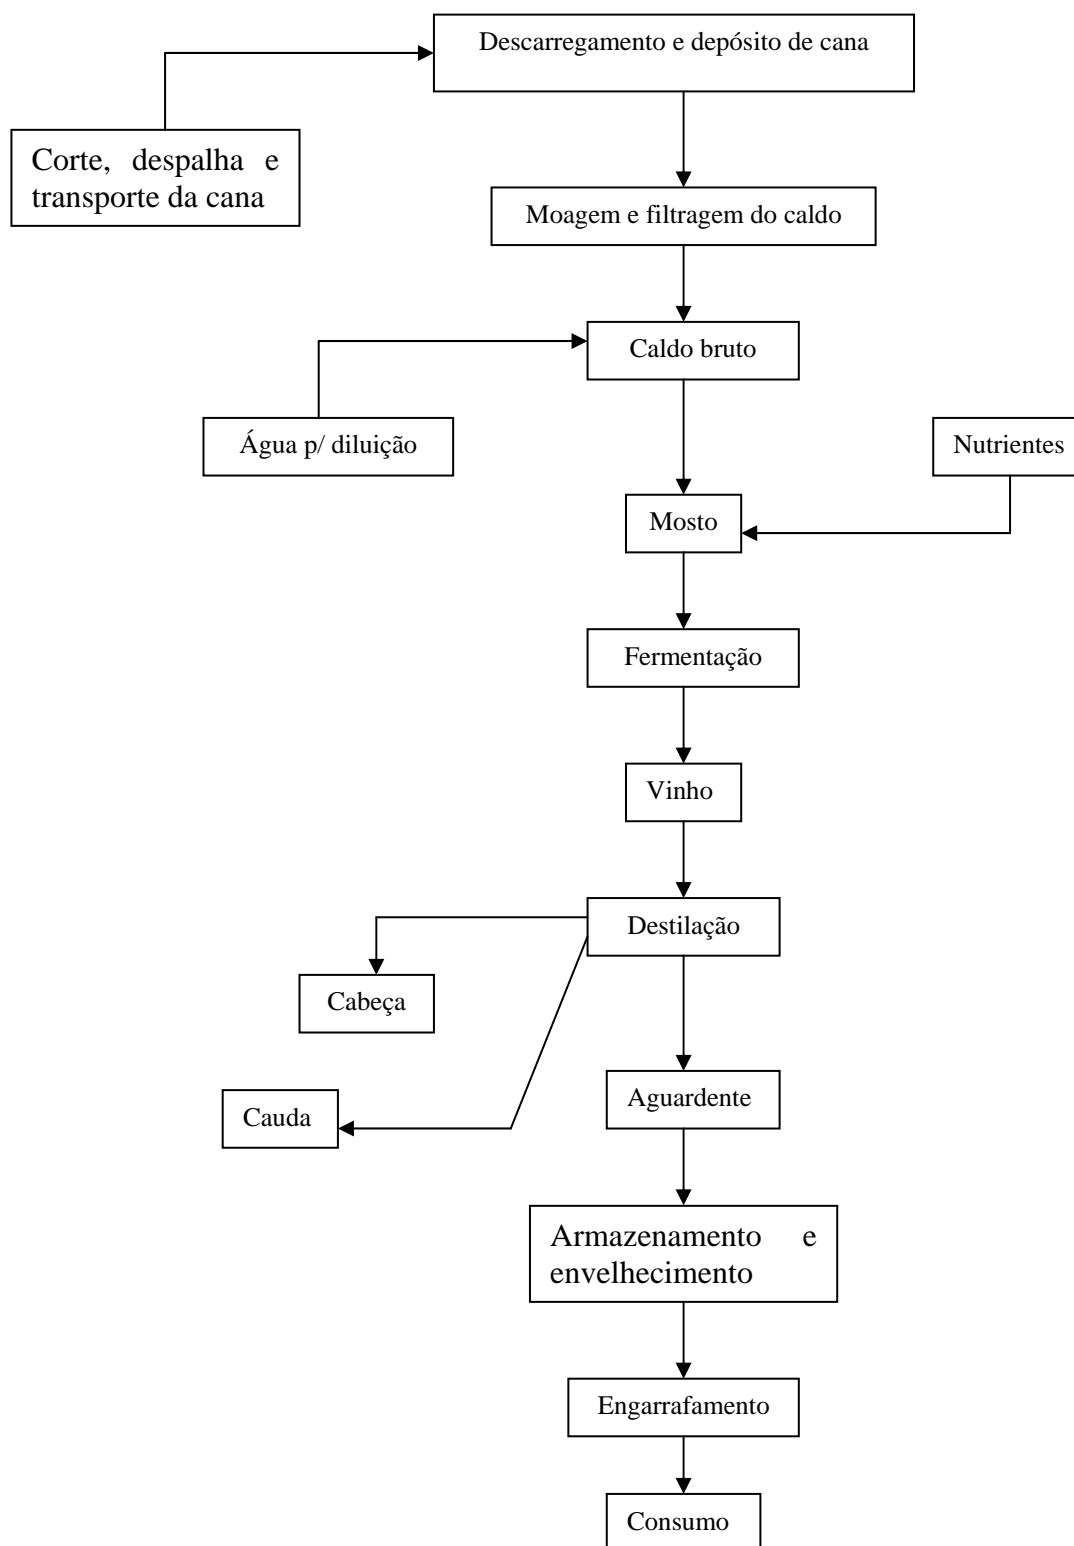 Descarregamento e depósito de cana
Corte, despalha e
transporte da cana
Moagem e filtragem do caldo
Caldo bruto
Água p/ diluição
Nutrientes
Mosto
Fermentação
Vinho
Destilação
Cabeça
Aguardente
Cauda
Armazenamento e
envelhecimento
Engarrafamento
Consumo